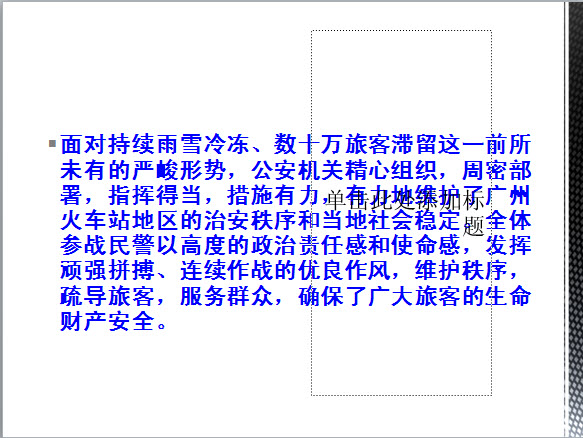 面对持续雨雪冷冻、数十万旅客滞留这一前所
未有的严峻形势，公安机关精心组织，周密部
署，指挥得当，措施有力，有力地维护了广州
火车站地区的治安秩序和当地社会稳定。全体
参战民警以高度的政治责任感和使命感，发挥
顽强拼搏、连续作战的优良作风，维护秩序，
疏导旅客，服务群众，确保了广大旅客的生命
财产安全。
单击此处添加标
题